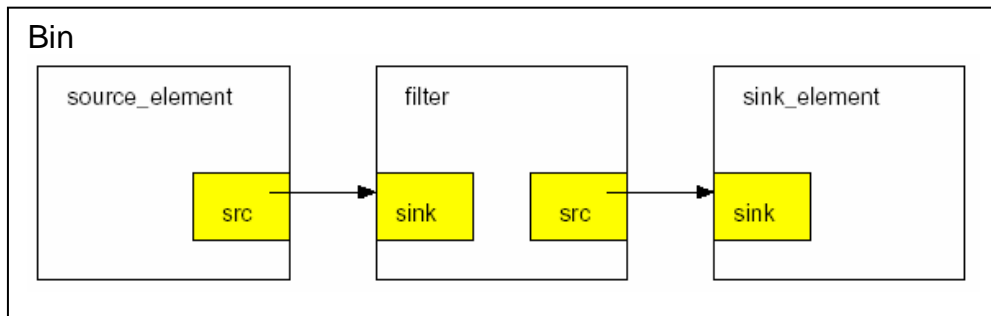 Bin
source_element
filter
sink_element
src
sink
src
sink